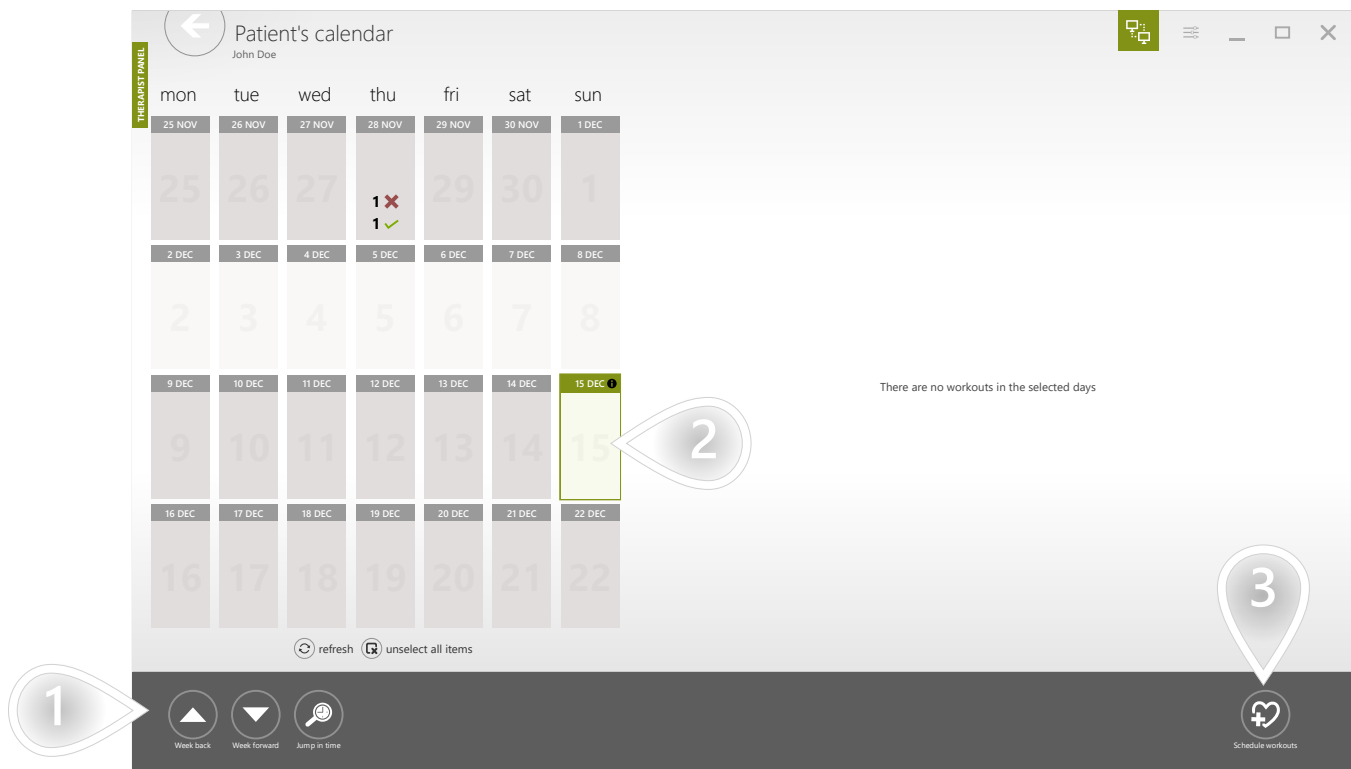 Patient's calendar
John Doe
THERAPIST PANEL
mon tue wed thu fri sat sun
25 NOV 26 NOV 27 NOV 28 NOV 29 NOV 30 NOV 1 DEC
25 26 27 29 30 1
1
1
2 DEC 3 DEC 4 DEC 5 DEC 6 DEC 7 DEC 8 DEC
2 3 4 5 6 7 8
9 DEC 10 DEC 11 DEC 12 DEC 13 DEC 14 DEC 15 DEC
There are no workouts in the selected days
9 10 11 12 13 14 15
2
16 DEC 17 DEC 18 DEC 19 DEC 20 DEC 21 DEC 22 DEC
16 17 18 19 20 21 22
3
refresh unselect all items
1
Week back Week forward Jump in time Schedule workouts